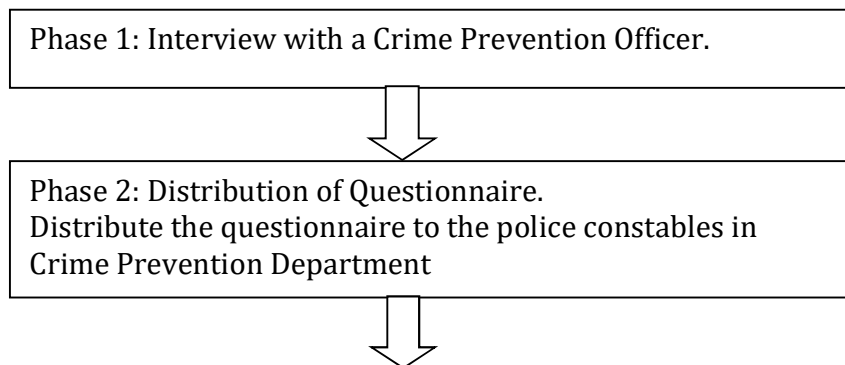 Phase 1: Interview with a Crime Prevention Officer.
Phase 2: Distribution of Questionnaire.
Distribute the questionnaire to the police constables in
Crime Prevention Department